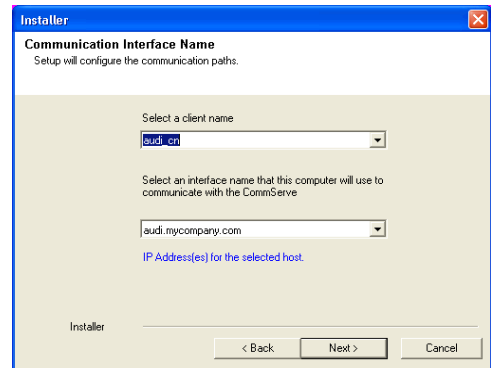 Installer
Communication Interface Name
Setup will configure the communication paths.
Select a client name
audi_cn
Select an interface name that this computer will use to
communicate with the CommServe
audi.mycompany.com
IP Address(es) for the selected host.
Installer
< Back
Next >
Cancel